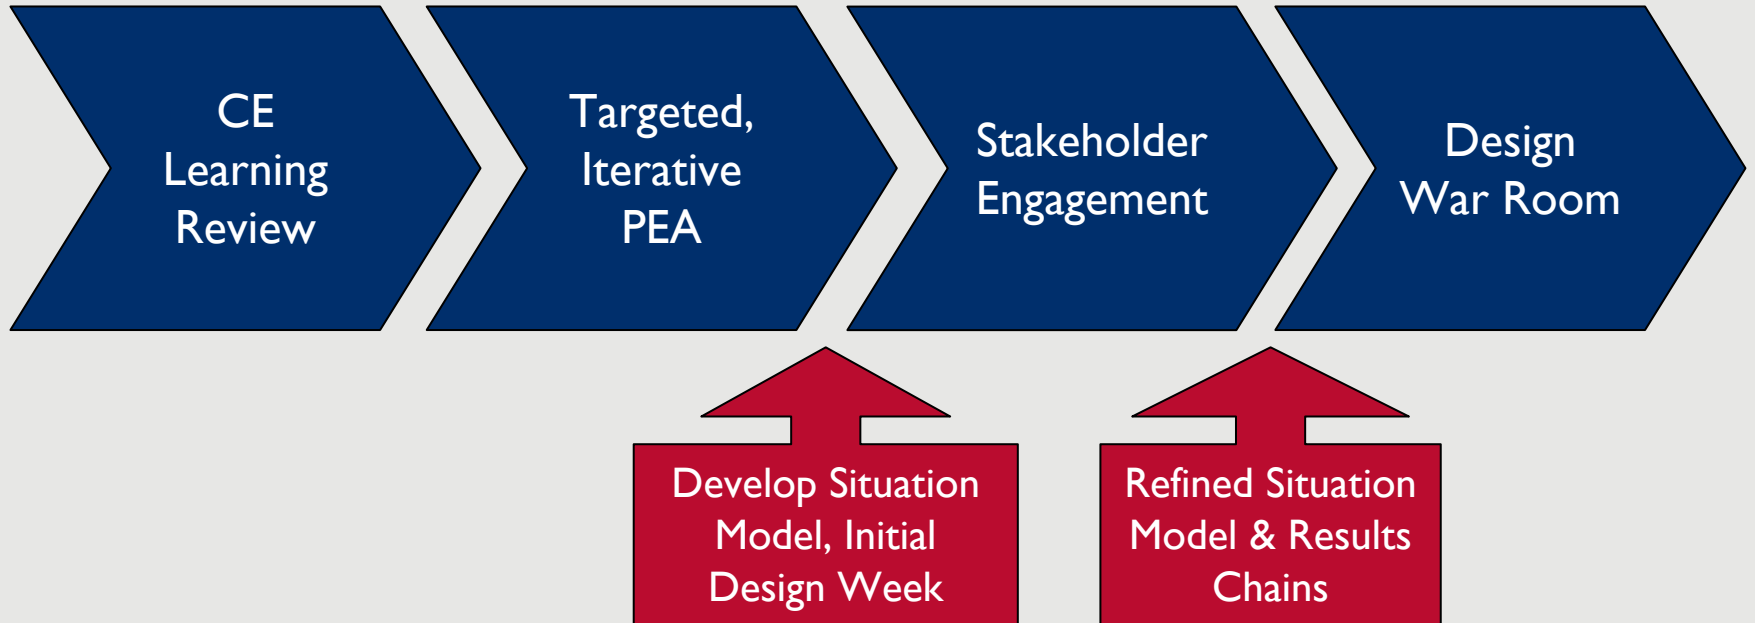 CE
Learning
Review
Targeted,
Iterative
PEA
Stakeholder
Engagement
Design
War Room
Develop Situation
Model, Initial
Design Week
Refined Situation
Model & Results
Chains